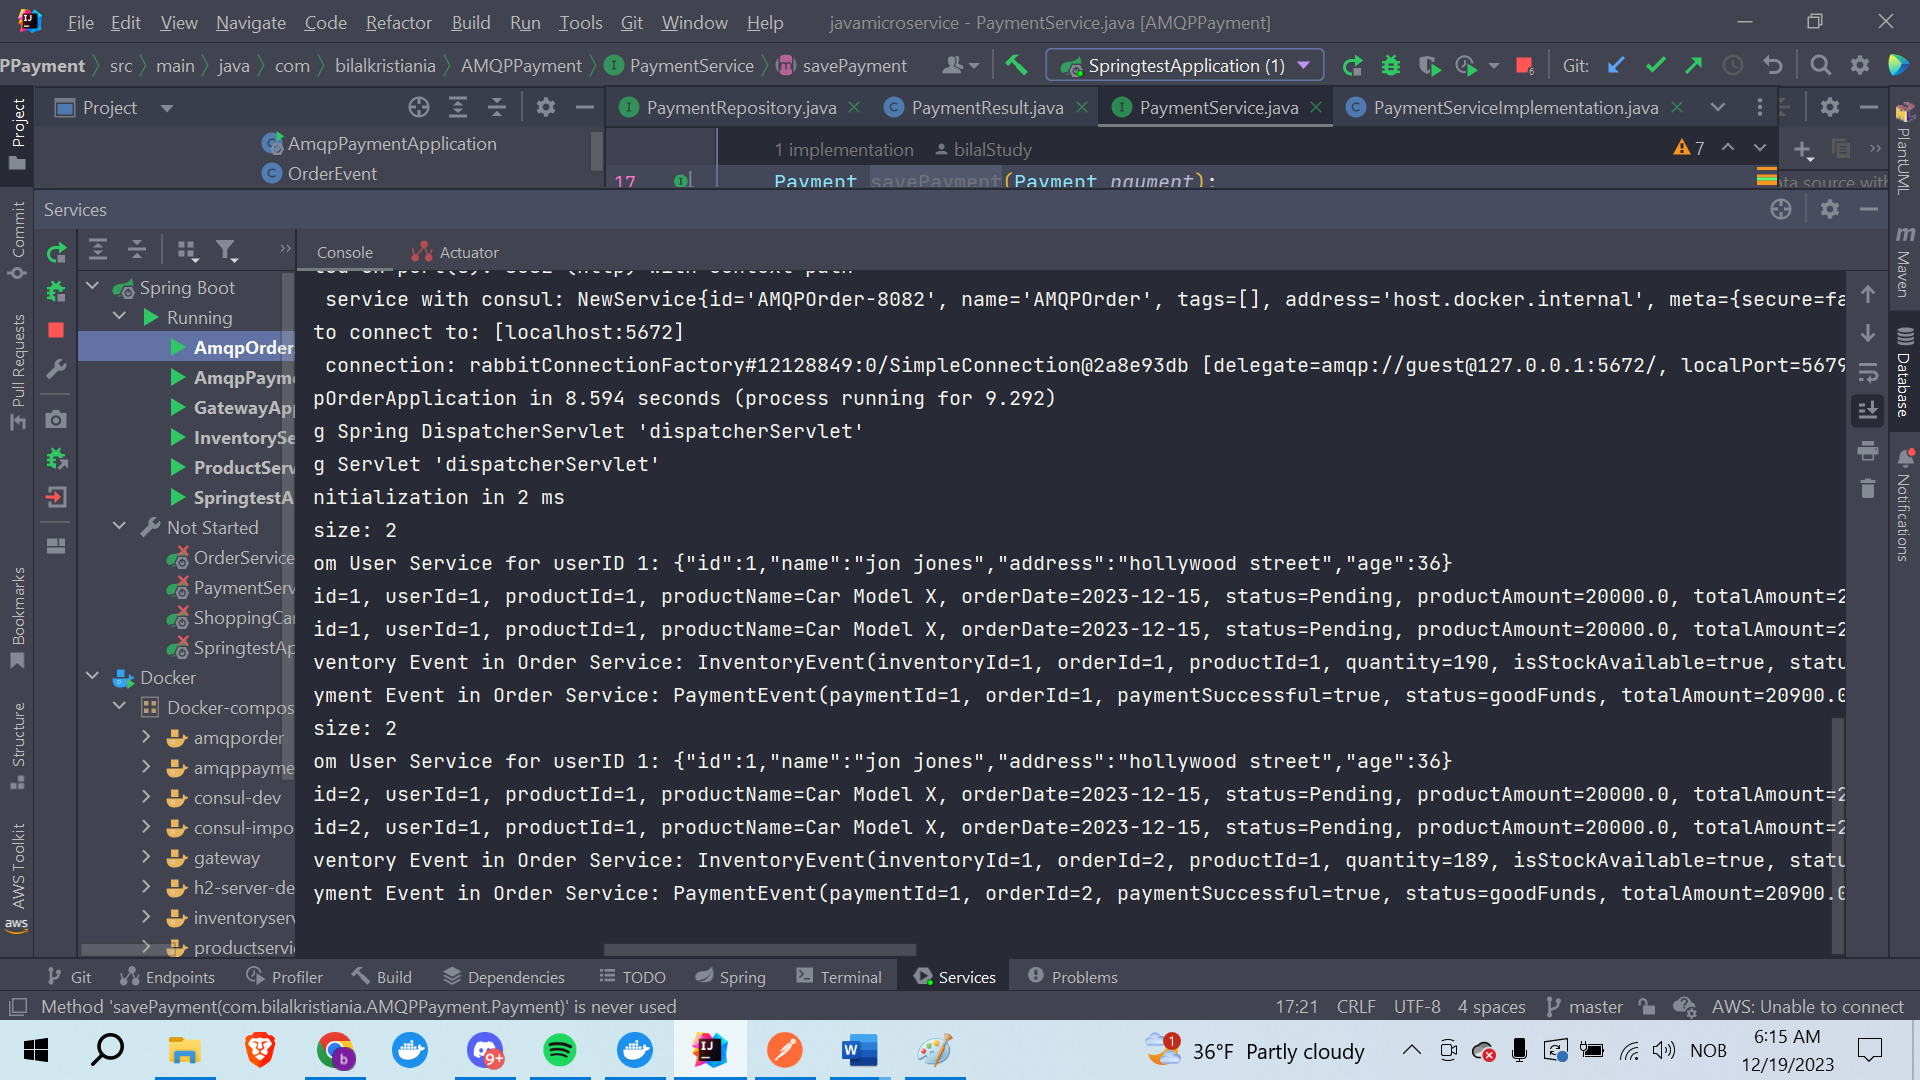 File Edit View Navigate Code Refactor Build Run Tools Git Window Help javamicroservice - PaymentService.java [AMQPPayment]
PPayment src main java com bilalkristiania AMQPPayment PaymentService savePayment SpringtestApplication (1) Git:
Project PaymentRepository.java PaymentResult.java PaymentService.java PaymentServiceImplementation.java
AmqpPaymentApplication
OrderEvent
1 implementation bilalStudy 7
17 Payment savePayment(Payment payment);
Services
Console Actuator
Spring Boot
Running
AmqpOrder
AmqpPaym
GatewayApp
InventorySe
ProductServ
SpringtestA
Not Started
OrderService
PaymentServ
ShoppingCar
SpringtestAp
Docker
Docker-compos
amqporder
amqppayme
consul-dev
consul-impo
gateway
h2-server-de
inventoryserv
productservi
service with consul: NewService{id='AMQPOrder-8082', name='AMQPOrder', tags=[], address='host.docker.internal', meta={secure=fa
to connect to: [localhost:5672]
connection: rabbitConnectionFactory#12128849:0/SimpleConnection@2a8e93db [delegate=amqp://guest@127.0.0.1:5672/, localPort=5679
pOrderApplication in 8.594 seconds (process running for 9.292)
g Spring DispatcherServlet 'dispatcherServlet'
g Servlet 'dispatcherServlet'
nitialization in 2 ms
size: 2
om User Service for userID 1: {"id":1,"name":"jon jones","address":"hollywood street","age":36}
id=1, userId=1, productId=1, productName=Car Model X, orderDate=2023-12-15, status=Pending, productAmount=20000.0, totalAmount=2
id=1, userId=1, productId=1, productName=Car Model X, orderDate=2023-12-15, status=Pending, productAmount=20000.0, totalAmount=2
ventory Event in Order Service: InventoryEvent(inventoryId=1, orderId=1, productId=1, quantity=190, isStockAvailable=true, statu
yment Event in Order Service: PaymentEvent(paymentId=1, orderId=1, paymentSuccessful=true, status=goodFunds, totalAmount=20900.0
size: 2
om User Service for userID 1: {"id":1,"name":"jon jones","address":"hollywood street","age":36}
id=2, userId=1, productId=1, productName=Car Model X, orderDate=2023-12-15, status=Pending, productAmount=20000.0, totalAmount=2
id=2, userId=1, productId=1, productName=Car Model X, orderDate=2023-12-15, status=Pending, productAmount=20000.0, totalAmount=2
ventory Event in Order Service: InventoryEvent(inventoryId=1, orderId=2, productId=1, quantity=189, isStockAvailable=true, statu
yment Event in Order Service: PaymentEvent(paymentId=1, orderId=2, paymentSuccessful=true, status=goodFunds, totalAmount=20900.0
Project
Commit
Pull Requests
Bookmarks
Structure
AWS Toolkit
aws
PlantUML
Maven
Database
Notifications
Git Endpoints Profiler Build Dependencies TODO Spring Terminal Services Problems
Method 'savePayment(com.bilalkristiania.AMQPPayment.Payment)' is never used 17:21 CRLF UTF-8 4 spaces master AWS: Unable to connect
9+ 1 36°F Partly cloudy NOB 6:15 AM
12/19/2023